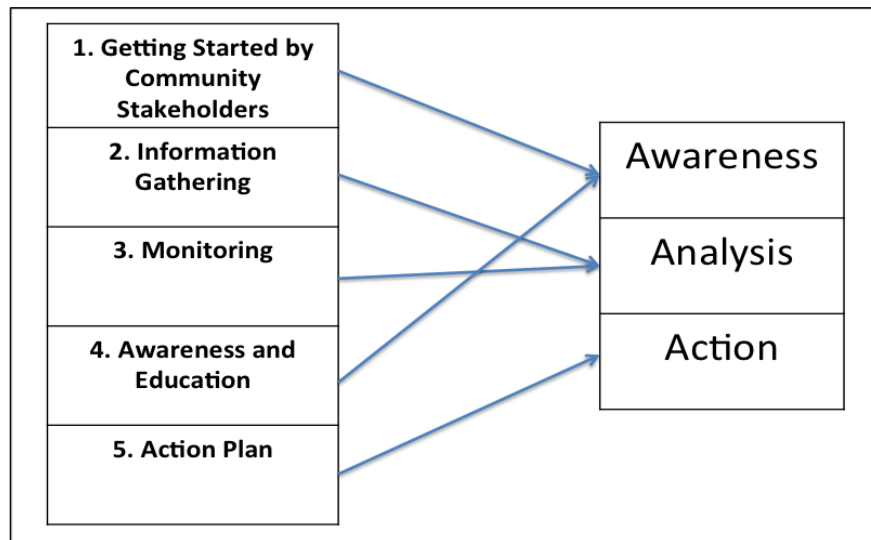 1. Getting Started by
Community
Stakeholders
2. Information
Gathering
3. Monitoring
4. Awareness and
Education
5. Action Plan
Awareness
Analysis
Action